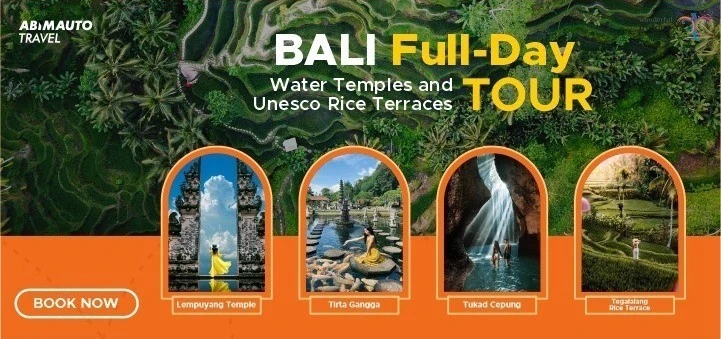 ABIMAUTO
TRAVEL
wonderful
BALI Full-Day
Water Temples and
Unesco Rice Terraces
TOUR
BOOK NOW
Lempuyang Temple
Tirta Gangga
Tukad Cepung
Tegalalang
Rice Terrace